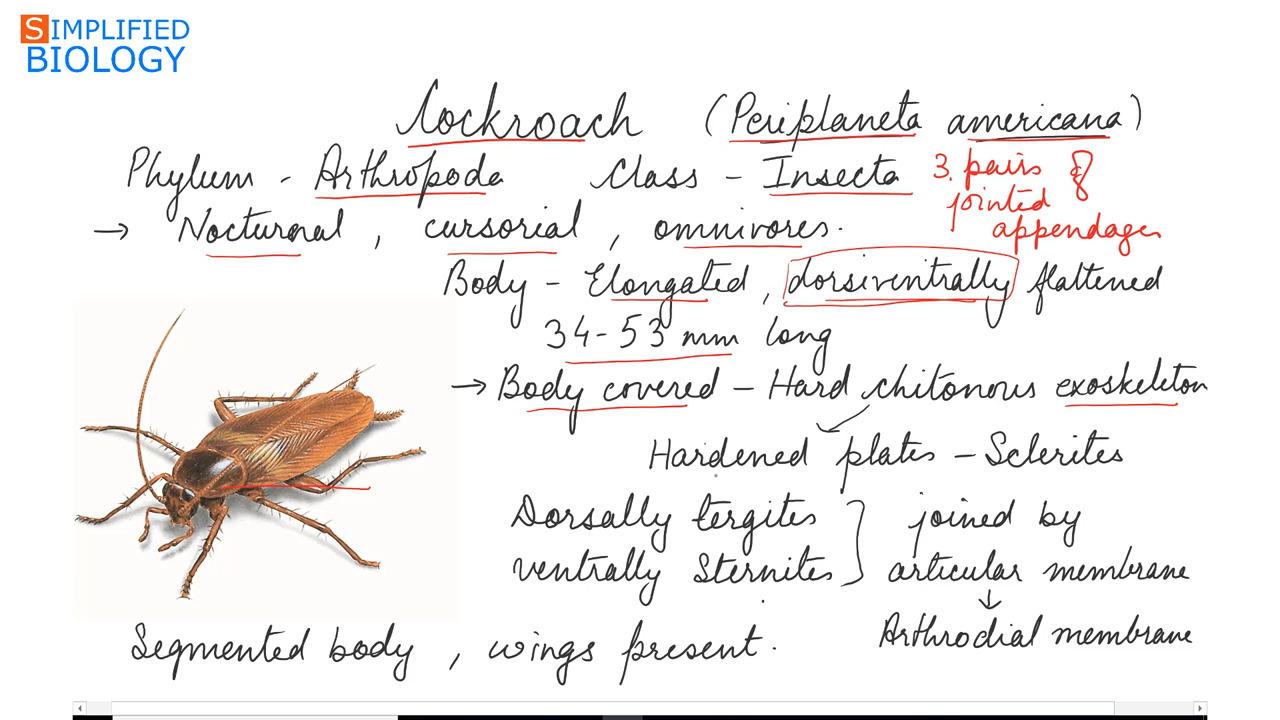 SIMPLIFIED
BIOLOGY
Cockroach (Periplaneta americana)
Phylum - Arthropoda Class - Insecta 3. pairs of
jointed
appendages
→ Nocturnal, cursorial, omnivores.
Body - Elongated, dorsiventrally flattened
34-53 mm long
→ Body covered - Hard chitonous exoskeleton
Hardened plates - Sclerites
Dorsally tergites } joined by
ventrally Sternites articular membrane
↓
Arthrodial membrane
Segmented body, wings present.